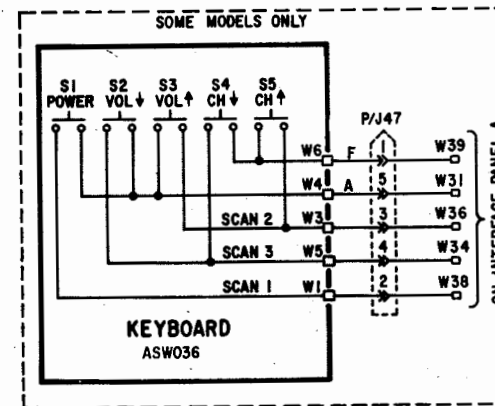 SOME MODELS ONLY
S1 S2 S3 S4 S5
POWER VOL↓ VOL↑ CH↓ CH↑
P/J47
W6 F 1 W39
W4 A 5 W31
SCAN 2 W3 3 W36
SCAN 3 W5 4 W34
SCAN 1 W1 2 W38
KEYBOARD
ASW036